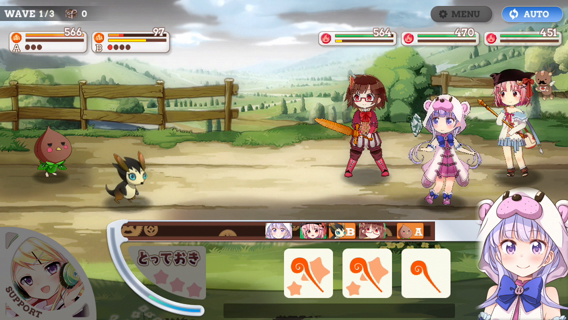 WAVE 1/3 0
MENU
AUTO
566
A
97
B
564
470
451
B
A
とっておき
SUPPORT